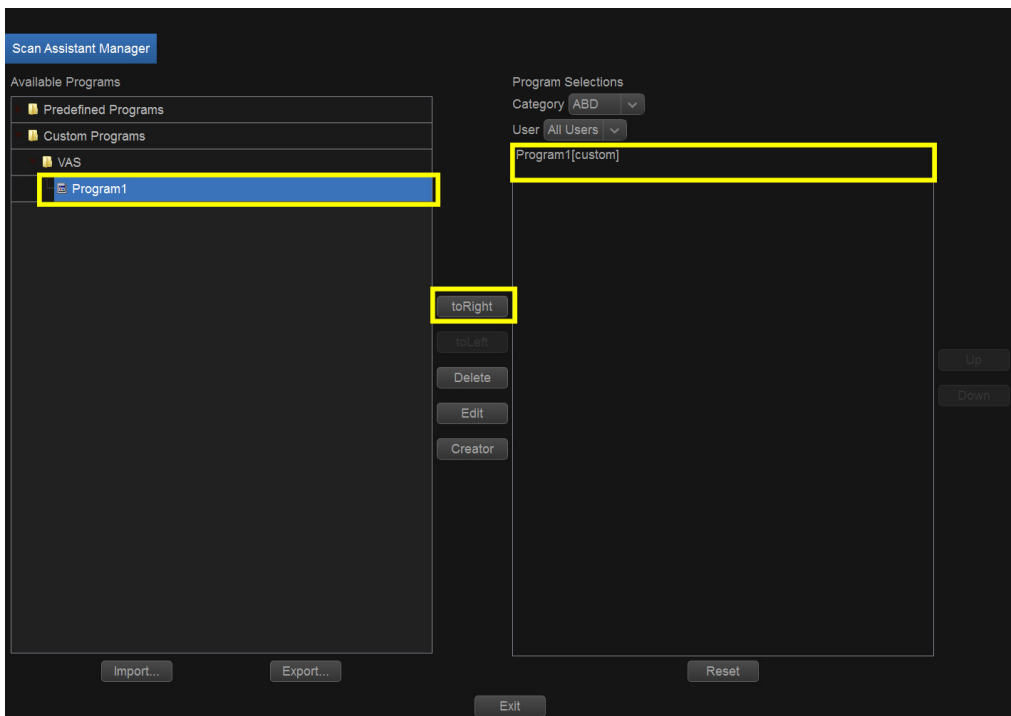 Scan Assistant Manager
Available Programs
Predefined Programs
Custom Programs
VAS
Program1
toRight
toLeft
Delete
Edit
Creator
Program Selections
Category ABD
User All Users
Program1[custom]
Up
Down
Import...
Export...
Reset
Exit